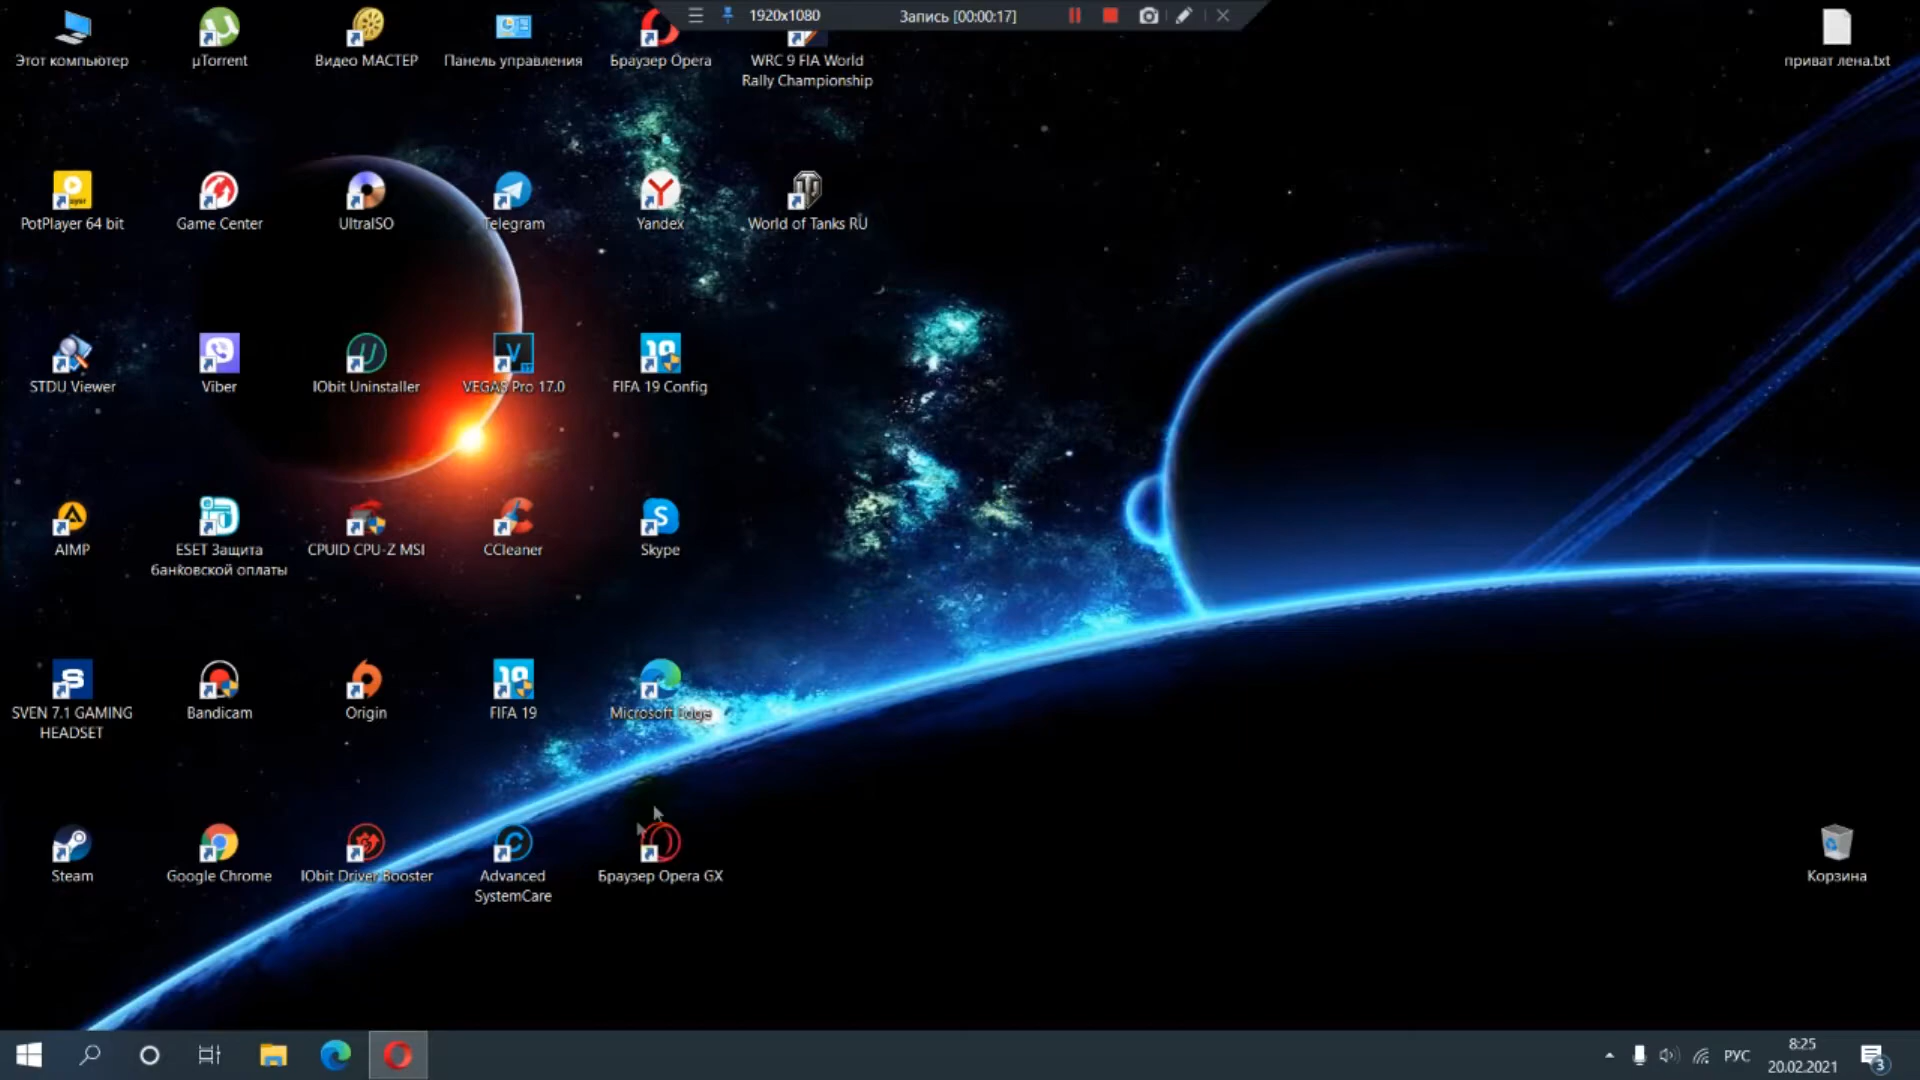 1920x1080
Запись [00:00:17]
Этот компьютер
µTorrent
Видео МАСТЕР
Панель управления
Браузер Opera
WRC 9 FIA World
Rally Championship
приват лена.txt
PotPlayer 64 bit
Game Center
UltraISO
Telegram
Yandex
World of Tanks RU
STDU Viewer
Viber
IObit Uninstaller
VEGAS Pro 17.0
FIFA 19 Config
AIMP
ESET Защита
банковской оплаты
CPUID CPU-Z MSI
CCleaner
Skype
SVEN 7.1 GAMING
HEADSET
Bandicam
Origin
FIFA 19
Microsoft Edge
Steam
Google Chrome
IObit Driver Booster
Advanced
SystemCare
Браузер Opera GX
Корзина
РУС
8:25
20.02.2021
3